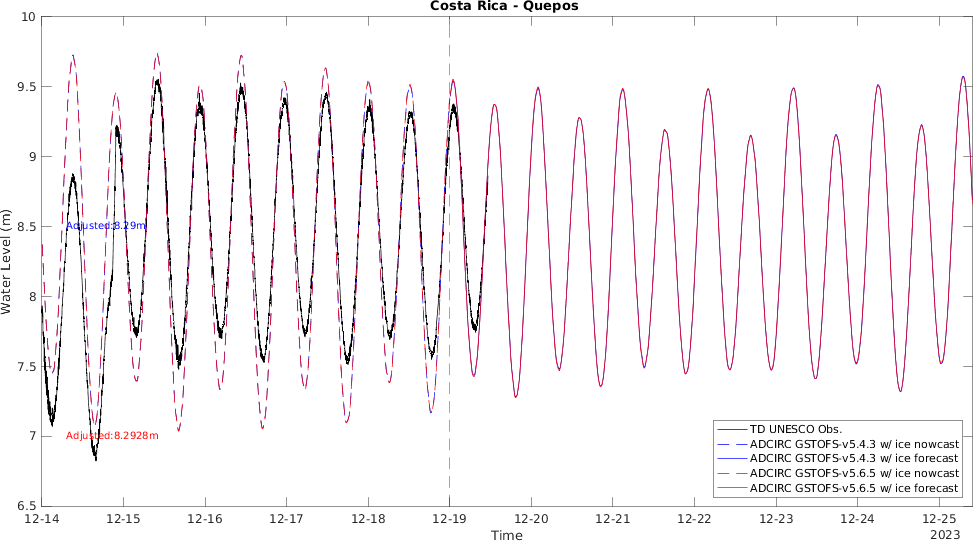 Costa Rica - Quepos
10
9.5
9
8.5
8
7.5
7
6.5
Water Level (m)
Adjusted:8.29m
Adjusted:8.2928m
TD UNESCO Obs.
ADCIRC GSTOFS-v5.4.3 w/ ice nowcast
ADCIRC GSTOFS-v5.4.3 w/ ice forecast
ADCIRC GSTOFS-v5.6.5 w/ ice nowcast
ADCIRC GSTOFS-v5.6.5 w/ ice forecast
12-14 12-15 12-16 12-17 12-18 12-19 12-20 12-21 12-22 12-23 12-24 12-25
Time
2023